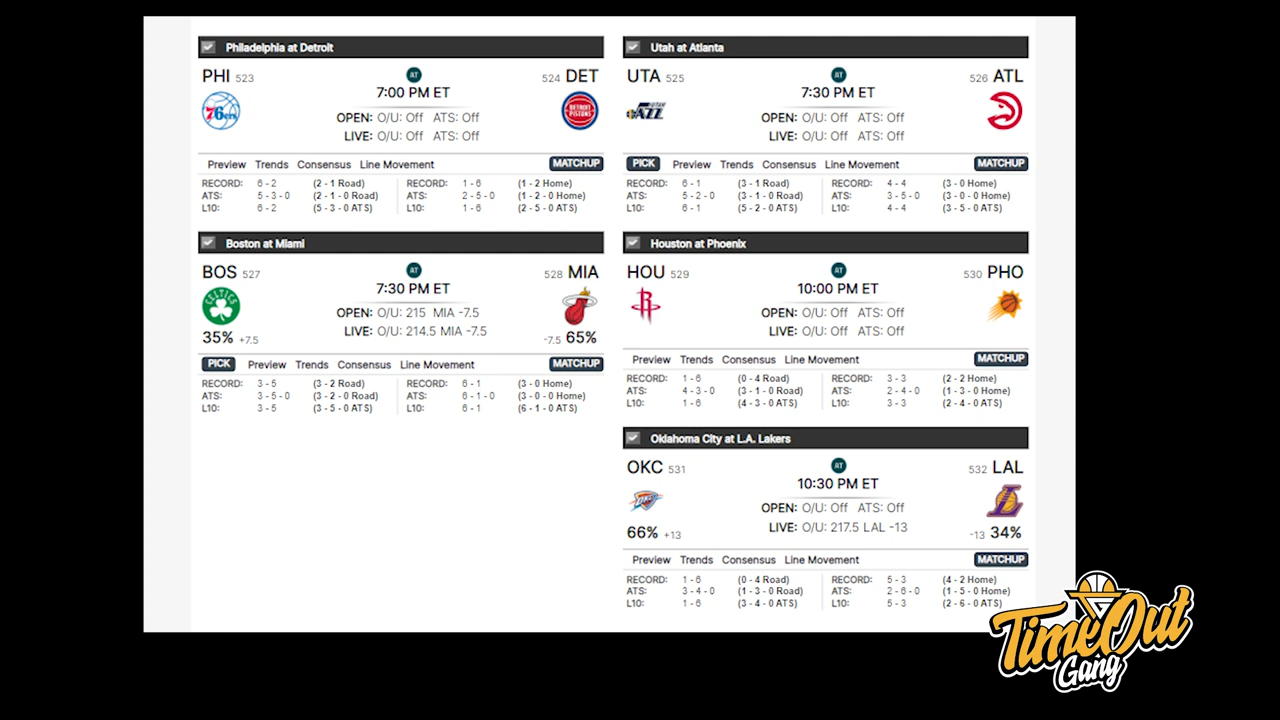 Philadelphia at Detroit
PHI 523
AT
524 DET
7:00 PM ET
76ers
DETROIT PISTONS
OPEN: O/U: Off ATS: Off
LIVE: O/U: Off ATS: Off
Preview Trends Consensus Line Movement MATCHUP
RECORD: 6 - 2 (2 - 1 Road) RECORD: 1 - 6 (1 - 2 Home)
ATS: 5 - 3 - 0 (2 - 1 - 0 Road) ATS: 2 - 5 - 0 (1 - 2 - 0 Home)
L10: 6 - 2 (5 - 3 - 0 ATS) L10: 1 - 6 (2 - 5 - 0 ATS)
Boston at Miami
BOS 527
AT
528 MIA
7:30 PM ET
CELTICS
OPEN: O/U: 215 MIA -7.5
LIVE: O/U: 214.5 MIA -7.5
35% +7.5
-7.5 65%
PICK Preview Trends Consensus Line Movement MATCHUP
RECORD: 3 - 5 (3 - 2 Road) RECORD: 6 - 1 (3 - 0 Home)
ATS: 3 - 5 - 0 (3 - 2 - 0 Road) ATS: 6 - 1 - 0 (3 - 0 - 0 Home)
L10: 3 - 5 (3 - 5 - 0 ATS) L10: 6 - 1 (6 - 1 - 0 ATS)
Utah at Atlanta
UTA 525
AT
526 ATL
7:30 PM ET
UTAH JAZZ
OPEN: O/U: Off ATS: Off
LIVE: O/U: Off ATS: Off
PICK Preview Trends Consensus Line Movement MATCHUP
RECORD: 6 - 1 (3 - 1 Road) RECORD: 4 - 4 (3 - 0 Home)
ATS: 5 - 2 - 0 (3 - 1 - 0 Road) ATS: 3 - 5 - 0 (3 - 0 - 0 Home)
L10: 6 - 1 (5 - 2 - 0 ATS) L10: 4 - 4 (3 - 5 - 0 ATS)
Houston at Phoenix
HOU 529
AT
530 PHO
10:00 PM ET
R
OPEN: O/U: Off ATS: Off
LIVE: O/U: Off ATS: Off
Preview Trends Consensus Line Movement MATCHUP
RECORD: 1 - 6 (0 - 4 Road) RECORD: 3 - 3 (2 - 2 Home)
ATS: 4 - 3 - 0 (3 - 1 - 0 Road) ATS: 2 - 4 - 0 (1 - 3 - 0 Home)
L10: 1 - 6 (4 - 3 - 0 ATS) L10: 3 - 3 (2 - 4 - 0 ATS)
Oklahoma City at L.A. Lakers
OKC 531
AT
532 LAL
10:30 PM ET
OKC
L
OPEN: O/U: Off ATS: Off
LIVE: O/U: 217.5 LAL -13
66% +13
-13 34%
Preview Trends Consensus Line Movement MATCHUP
RECORD: 1 - 6 (0 - 4 Road) RECORD: 5 - 3 (4 - 2 Home)
ATS: 3 - 4 - 0 (1 - 3 - 0 Road) ATS: 2 - 6 - 0 (1 - 5 - 0 Home)
L10: 1 - 6 (3 - 4 - 0 ATS) L10: 5 - 3 (2 - 6 - 0 ATS)
TimeOut
Gang